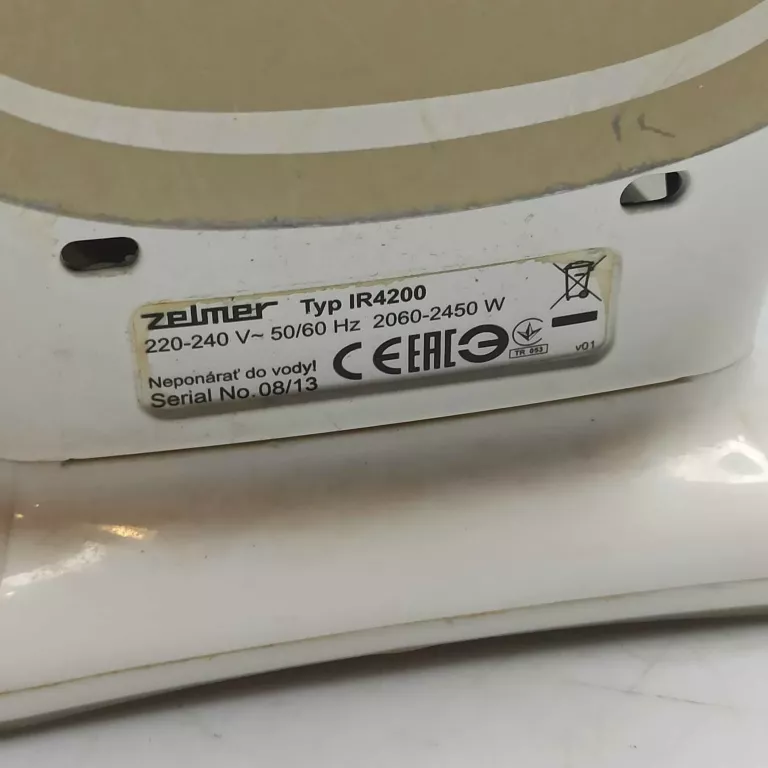 zelmer Typ IR4200
220-240 V~ 50/60 Hz 2060-2450 W
Neponárať do vody!
Serial No. 08/13
CE EAC
TR 053
v01